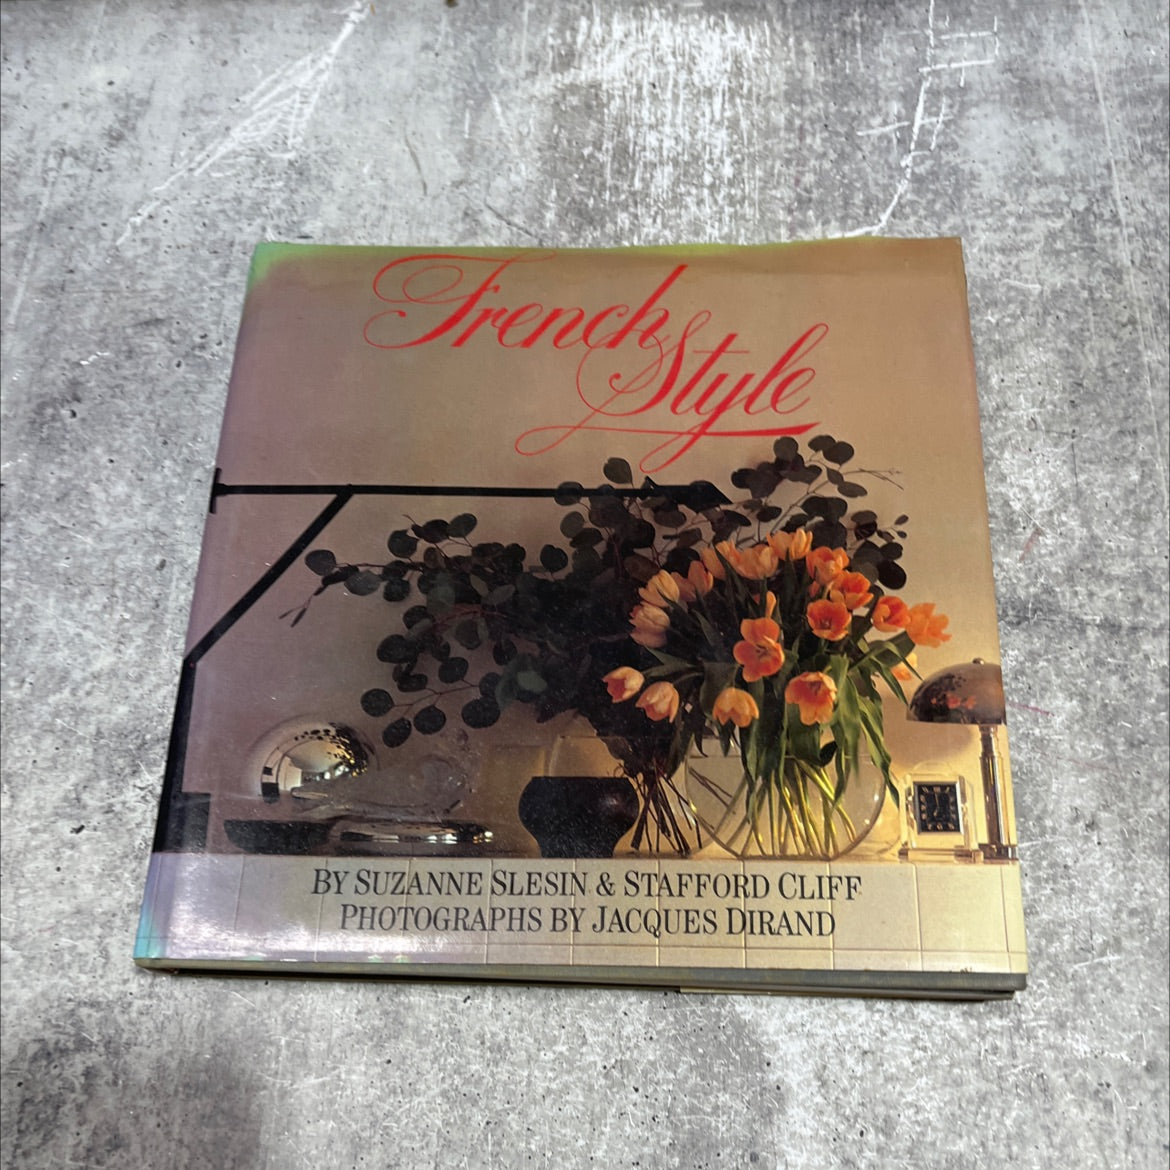 French
Style
BY SUZANNE SLESIN & STAFFORD CLIFF
PHOTOGRAPHS BY JACQUES DIRAND